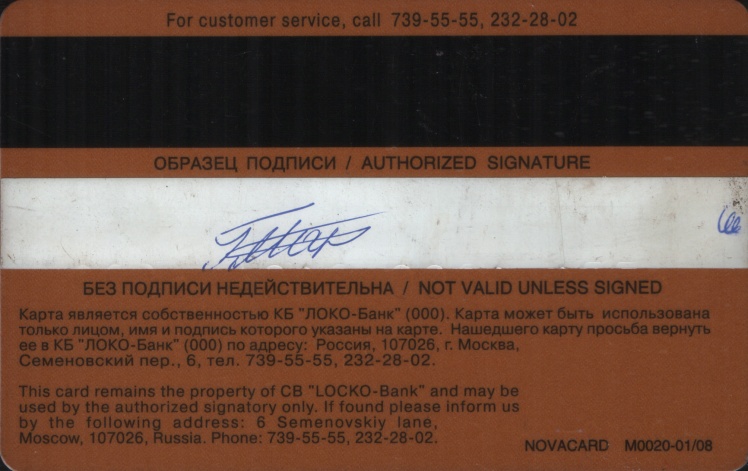 For customer service, call 739-55-55, 232-28-02
ОБРАЗЕЦ ПОДПИСИ / AUTHORIZED SIGNATURE
БЕЗ ПОДПИСИ НЕДЕЙСТВИТЕЛЬНА / NOT VALID UNLESS SIGNED
Карта является собственностью КБ "ЛОКО-Банк" (ООО). Карта может быть использована
только лицом, имя и подпись которого указаны на карте. Нашедшего карту просьба вернуть
ее в КБ "ЛОКО-Банк" (ООО) по адресу: Россия, 107026, г. Москва,
Семеновский пер., 6, тел. 739-55-55, 232-28-02.
This card remains the property of CB "LOCKO-Bank" and may be
used by the authorized signatory only. If found please inform us
by the following address: 6 Semenovskiy lane,
Moscow, 107026, Russia. Phone: 739-55-55, 232-28-02.
NOVACARD M0020-01/08